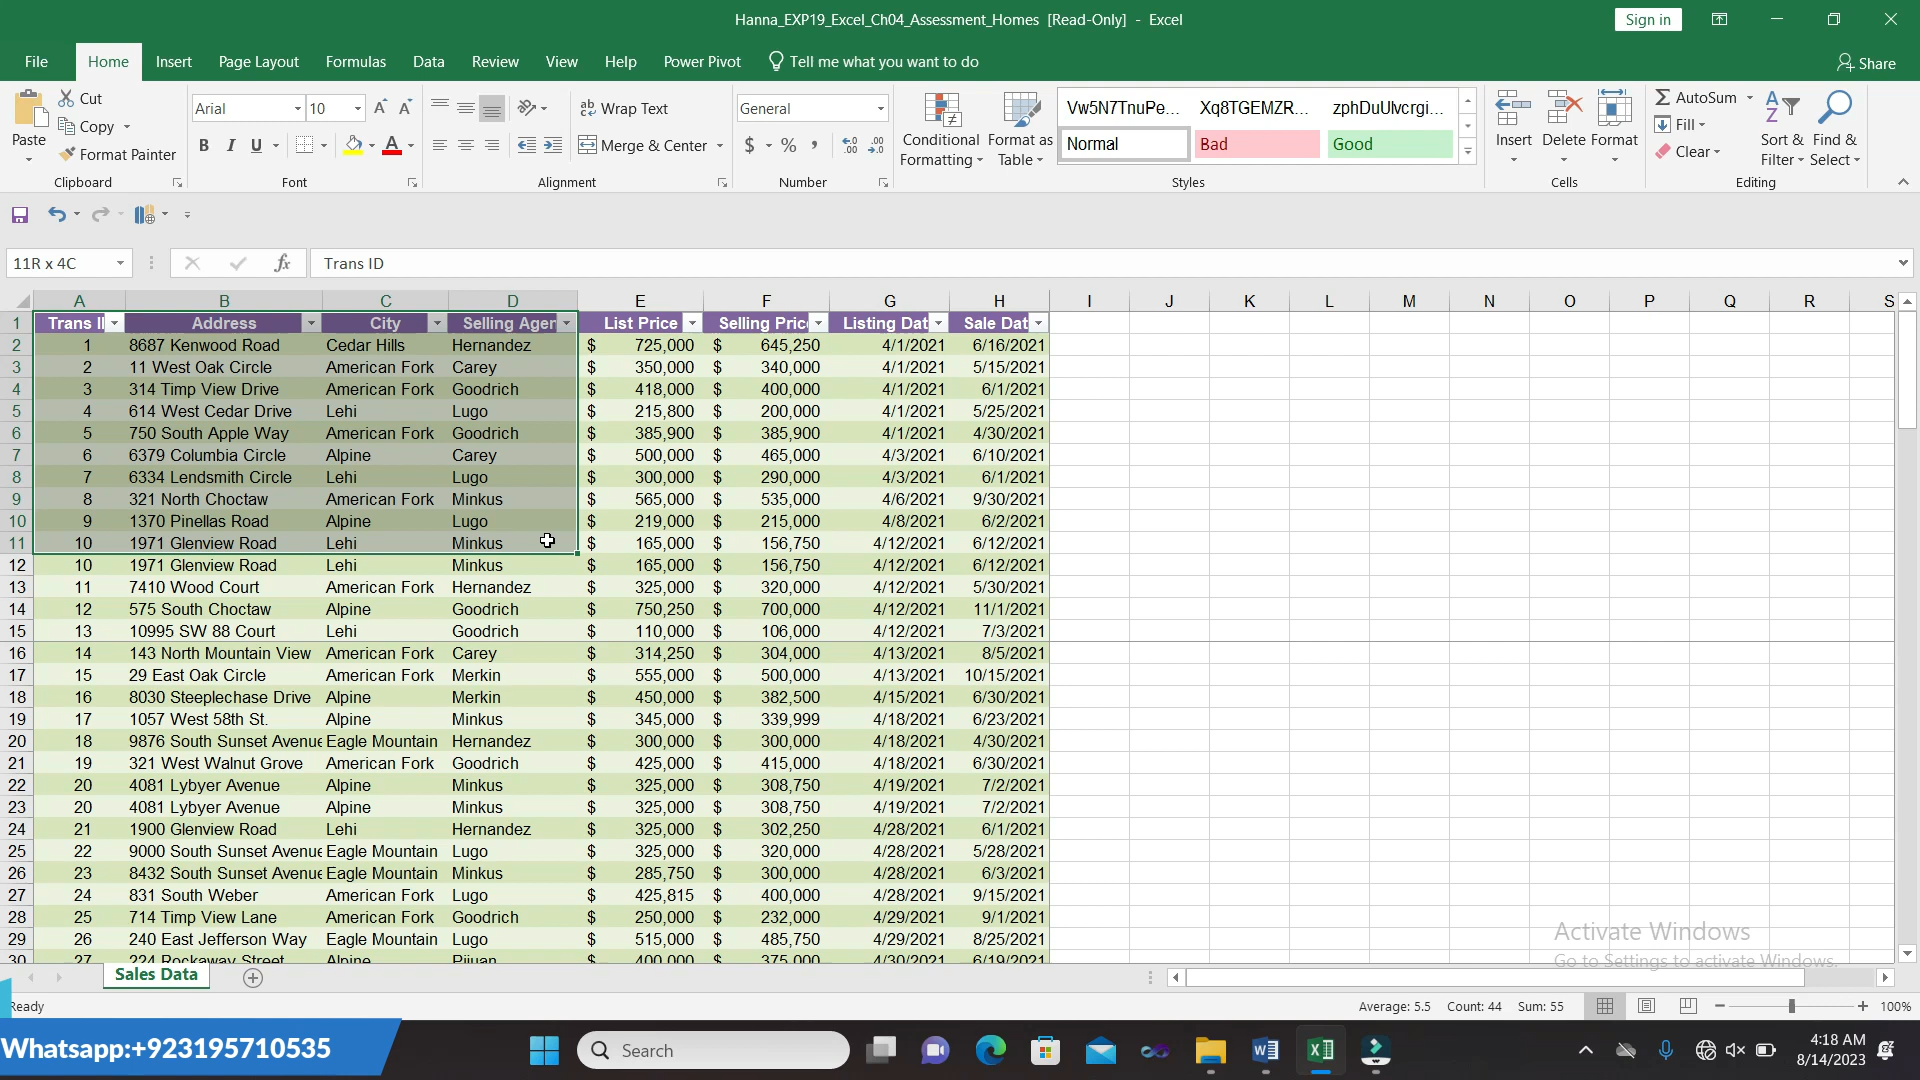 Hanna_EXP19_Excel_Ch04_Assessment_Homes [Read-Only] - Excel
Sign in
File Home Insert Page Layout Formulas Data Review View Help Power Pivot Tell me what you want to do Share
Paste Cut Copy Format Painter Clipboard
Arial 10 B I U Font
Wrap Text Merge & Center Alignment
General $ % , Number
Conditional Formatting Format as Table
Vw5N7TnuPe... Xq8TGEMZR... zphDuUlvcrgi...
Normal Bad Good
Styles
Insert Delete Format Cells
AutoSum Fill Clear Sort & Filter Find & Select Editing
11R x 4C fx Trans ID
A B C D E F G H I J K L M N O P Q R S
1 Trans I Address City Selling Agen List Price Selling Pric Listing Dat Sale Dat
2 1 8687 Kenwood Road Cedar Hills Hernandez $ 725,000 $ 645,250 4/1/2021 6/16/2021
3 2 11 West Oak Circle American Fork Carey $ 350,000 $ 340,000 4/1/2021 5/15/2021
4 3 314 Timp View Drive American Fork Goodrich $ 418,000 $ 400,000 4/1/2021 6/1/2021
5 4 614 West Cedar Drive Lehi Lugo $ 215,800 $ 200,000 4/1/2021 5/25/2021
6 5 750 South Apple Way American Fork Goodrich $ 385,900 $ 385,900 4/1/2021 4/30/2021
7 6 6379 Columbia Circle Alpine Carey $ 500,000 $ 465,000 4/3/2021 6/10/2021
8 7 6334 Lendsmith Circle Lehi Lugo $ 300,000 $ 290,000 4/3/2021 6/1/2021
9 8 321 North Choctaw American Fork Minkus $ 565,000 $ 535,000 4/6/2021 9/30/2021
10 9 1370 Pinellas Road Alpine Lugo $ 219,000 $ 215,000 4/8/2021 6/2/2021
11 10 1971 Glenview Road Lehi Minkus $ 165,000 $ 156,750 4/12/2021 6/12/2021
12 10 1971 Glenview Road Lehi Minkus $ 165,000 $ 156,750 4/12/2021 6/12/2021
13 11 7410 Wood Court American Fork Hernandez $ 325,000 $ 320,000 4/12/2021 5/30/2021
14 12 575 South Choctaw Alpine Goodrich $ 750,250 $ 700,000 4/12/2021 11/1/2021
15 13 10995 SW 88 Court Lehi Goodrich $ 110,000 $ 106,000 4/12/2021 7/3/2021
16 14 143 North Mountain View American Fork Carey $ 314,250 $ 304,000 4/13/2021 8/5/2021
17 15 29 East Oak Circle American Fork Merkin $ 555,000 $ 500,000 4/13/2021 10/15/2021
18 16 8030 Steeplechase Drive Alpine Merkin $ 450,000 $ 382,500 4/15/2021 6/30/2021
19 17 1057 West 58th St. Alpine Minkus $ 345,000 $ 339,999 4/18/2021 6/23/2021
20 18 9876 South Sunset Avenue Eagle Mountain Hernandez $ 300,000 $ 300,000 4/18/2021 4/30/2021
21 19 321 West Walnut Grove American Fork Goodrich $ 425,000 $ 415,000 4/18/2021 6/30/2021
22 20 4081 Lybyer Avenue Alpine Minkus $ 325,000 $ 308,750 4/19/2021 7/2/2021
23 20 4081 Lybyer Avenue Alpine Minkus $ 325,000 $ 308,750 4/19/2021 7/2/2021
24 21 1900 Glenview Road Lehi Hernandez $ 325,000 $ 302,250 4/28/2021 6/1/2021
25 22 9000 South Sunset Avenue Eagle Mountain Lugo $ 325,000 $ 320,000 4/28/2021 5/28/2021
26 23 8432 South Sunset Avenue Eagle Mountain Minkus $ 285,750 $ 300,000 4/28/2021 6/3/2021
27 24 831 South Weber American Fork Lugo $ 425,815 $ 400,000 4/28/2021 9/15/2021
28 25 714 Timp View Lane American Fork Goodrich $ 250,000 $ 232,000 4/29/2021 9/1/2021
29 26 240 East Jefferson Way Eagle Mountain Lugo $ 515,000 $ 485,750 4/29/2021 8/25/2021
30 27 224 Rockaway Street Alpine Pijuan $ 400,000 $ 375,000 4/30/2021 6/19/2021
Activate Windows
Go to Settings to activate Windows.
Sales Data
Ready Average: 5.5 Count: 44 Sum: 55 100%
Whatsapp:+923195710535
Search
4:18 AM
8/14/2023